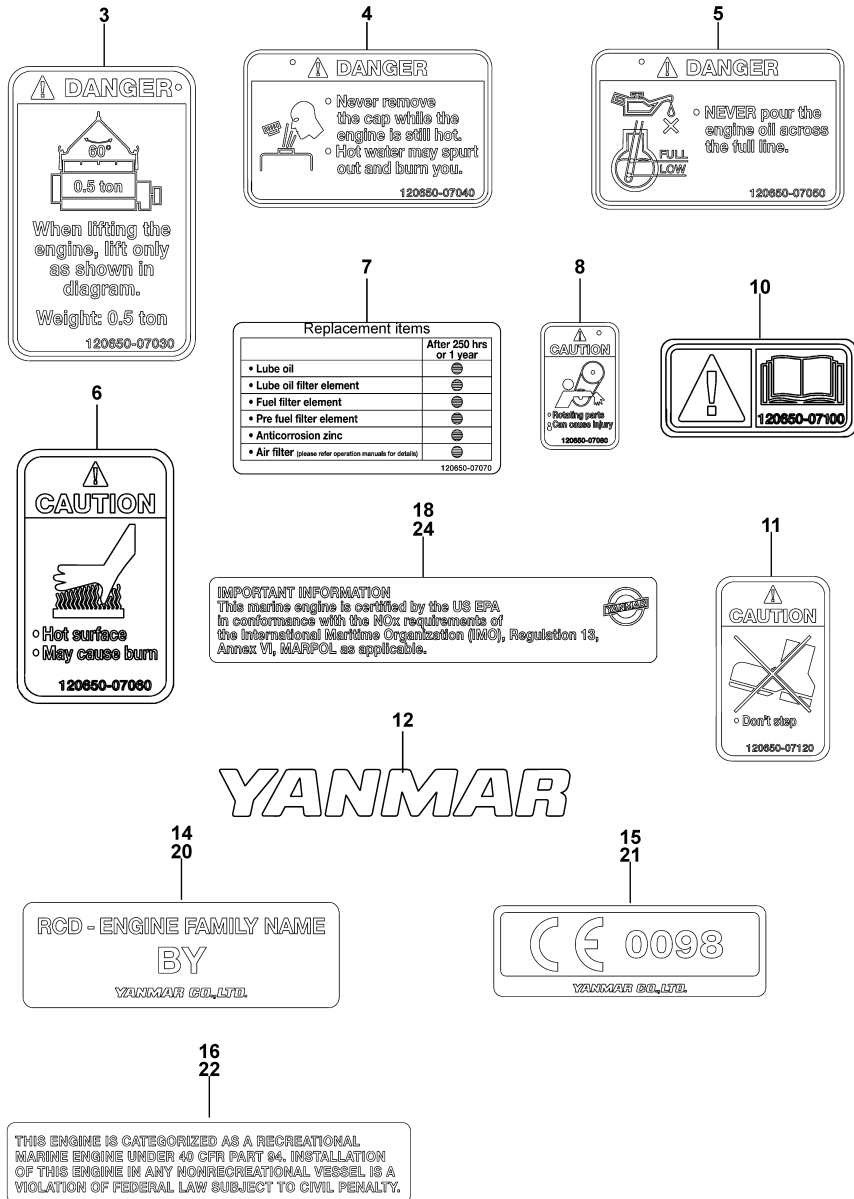 3
DANGER
60°
0.5 ton
When lifting the
engine, lift only
as shown in
diagram.
Weight: 0.5 ton
120650-07030
4
DANGER
• Never remove
the cap while the
engine is still hot.
• Hot water may spurt
out and burn you.
120650-07040
5
DANGER
FULL
LOW
• NEVER pour the
engine oil across
the full line.
120650-07050
7
Replacement items
After 250 hrs
or 1 year
• Lube oil
• Lube oil filter element
• Fuel filter element
• Pre fuel filter element
• Anticorrosion zinc
• Air filter (please refer operation manuals for details)
120650-07070
8
CAUTION
• Rotating parts
• Can cause injury
120650-07080
10
120650-07100
6
CAUTION
• Hot surface
• May cause burn
120650-07060
18
24
IMPORTANT INFORMATION
This marine engine is certified by the US EPA
in conformance with the NOx requirements of
the International Maritime Organization (IMO), Regulation 13,
Annex VI, MARPOL as applicable.
YANMAR
11
CAUTION
• Don't step
120650-07120
12
YANMAR
14
20
RCD - ENGINE FAMILY NAME
BY
YANMAR CO.,LTD.
15
21
CE 0098
YANMAR CO.,LTD.
16
22
THIS ENGINE IS CATEGORIZED AS A RECREATIONAL
MARINE ENGINE UNDER 40 CFR PART 94. INSTALLATION
OF THIS ENGINE IN ANY NONRECREATIONAL VESSEL IS A
VIOLATION OF FEDERAL LAW SUBJECT TO CIVIL PENALTY.